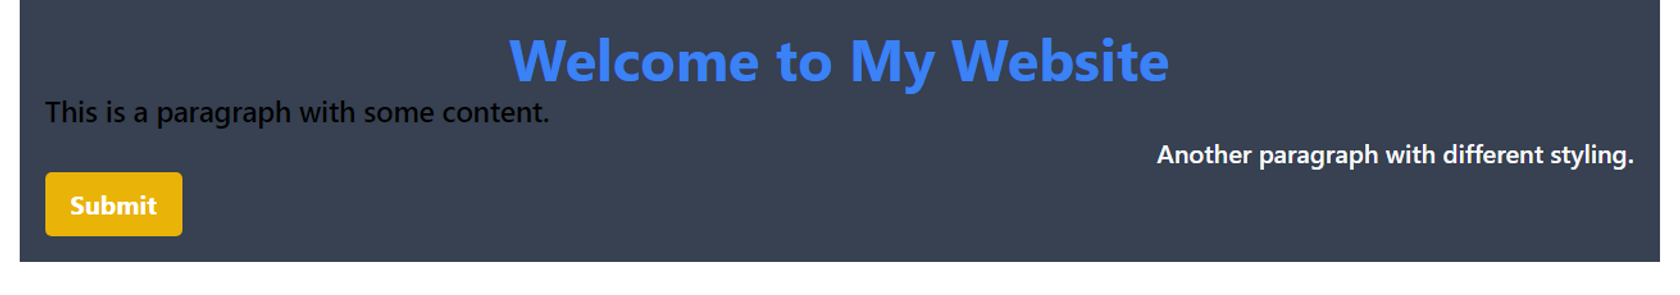 Welcome to My Website
This is a paragraph with some content.
Another paragraph with different styling.
Submit